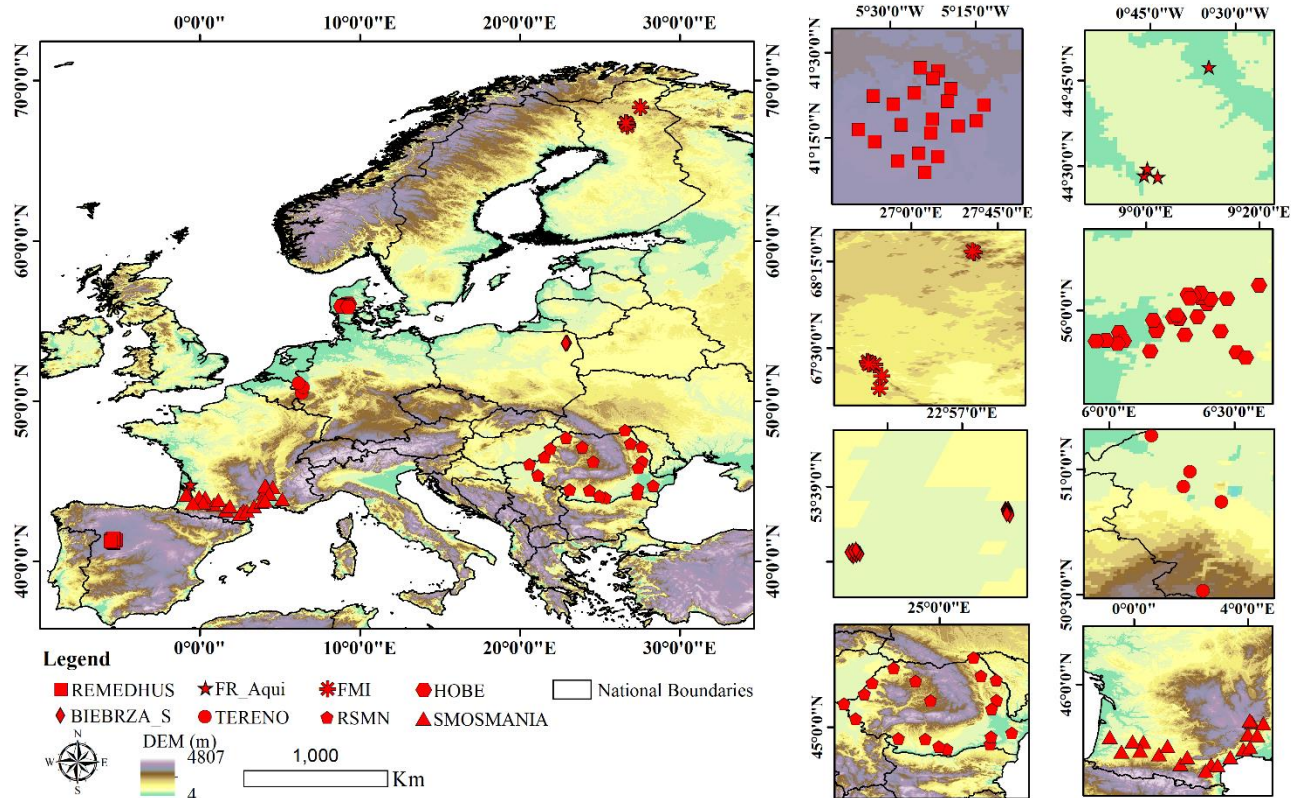 0°0'0" 10°0'0"E 20°0'0"E 30°0'0"E
70°0'0"N
60°0'0"N
50°0'0"N
40°0'0"N
70°0'0"N
60°0'0"N
50°0'0"N
40°0'0"N
0°0'0" 10°0'0"E 20°0'0"E 30°0'0"E
Legend
REMEDHUS FR_Aqui FMI HOBE National Boundaries
BIEBRZA_S TERENO RSMN SMOSMANIA
N
W E
S
DEM (m)
4807
4
1,000
Km
5°30'0"W 5°15'0"W
41°30'0"N
41°15'0"N
0°45'0"W 0°30'0"W
44°45'0"N
44°30'0"N
27°0'0"E 27°45'0"E
68°15'0"N
67°30'0"N
9°0'0"E 9°20'0"E
56°0'0"N
22°57'0"E
53°39'0"N
6°0'0"E 6°30'0"E
51°0'0"N
50°30'0"N
25°0'0"E
45°0'0"N
0°0'0" 4°0'0"E
46°0'0"N